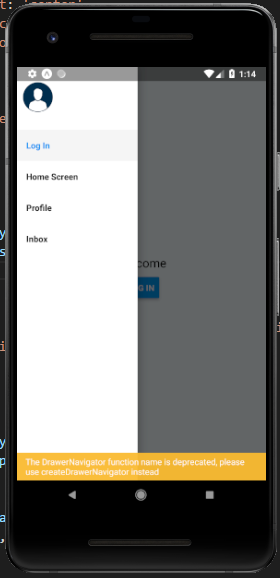 1:14
Log In
Home Screen
Profile
Inbox
come
G IN
The DrawerNavigator function name is deprecated, please
use createDrawerNavigator instead